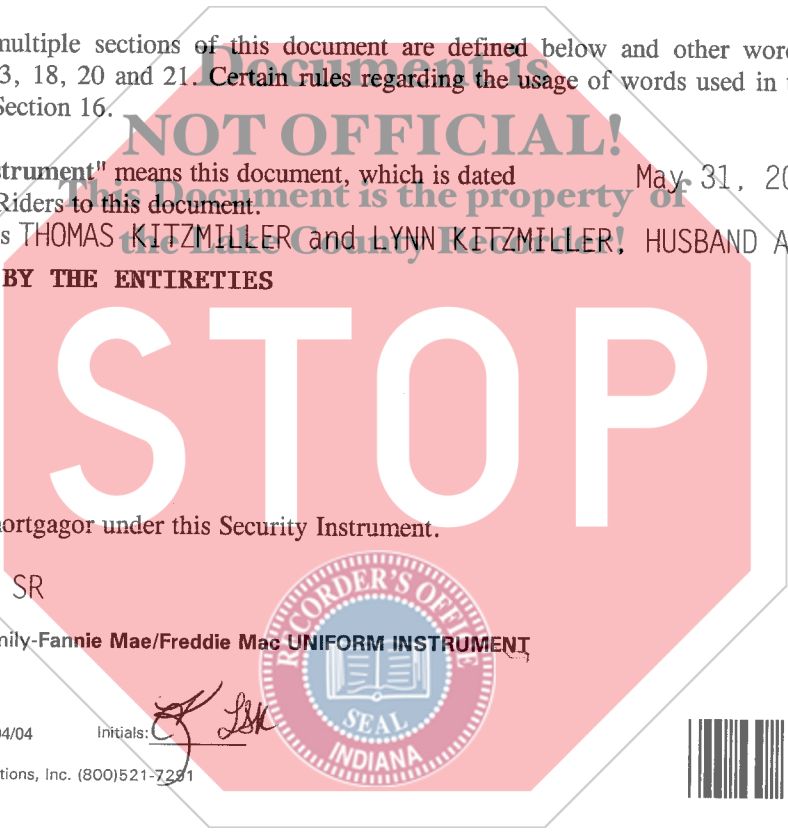 multiple sections of this document are defined below and other wor
3, 18, 20 and 21. Certain rules regarding the usage of words used in
Section 16.
Document is
NOT OFFICIAL!
This Document is the property of
the Lake County Recorder!
strument" means this document, which is dated May 31, 20
Riders to this document.
s THOMAS KITZMILLER and LYNN KITZMILLER, HUSBAND A
BY THE ENTIRETIES
STOP
ortgagor under this Security Instrument.
SR
mily-Fannie Mae/Freddie Mac UNIFORM INSTRUMENT
RECORDER'S OFFICE
SEAL
INDIANA
04/04 Initials:
tions, Inc. (800)521-7291